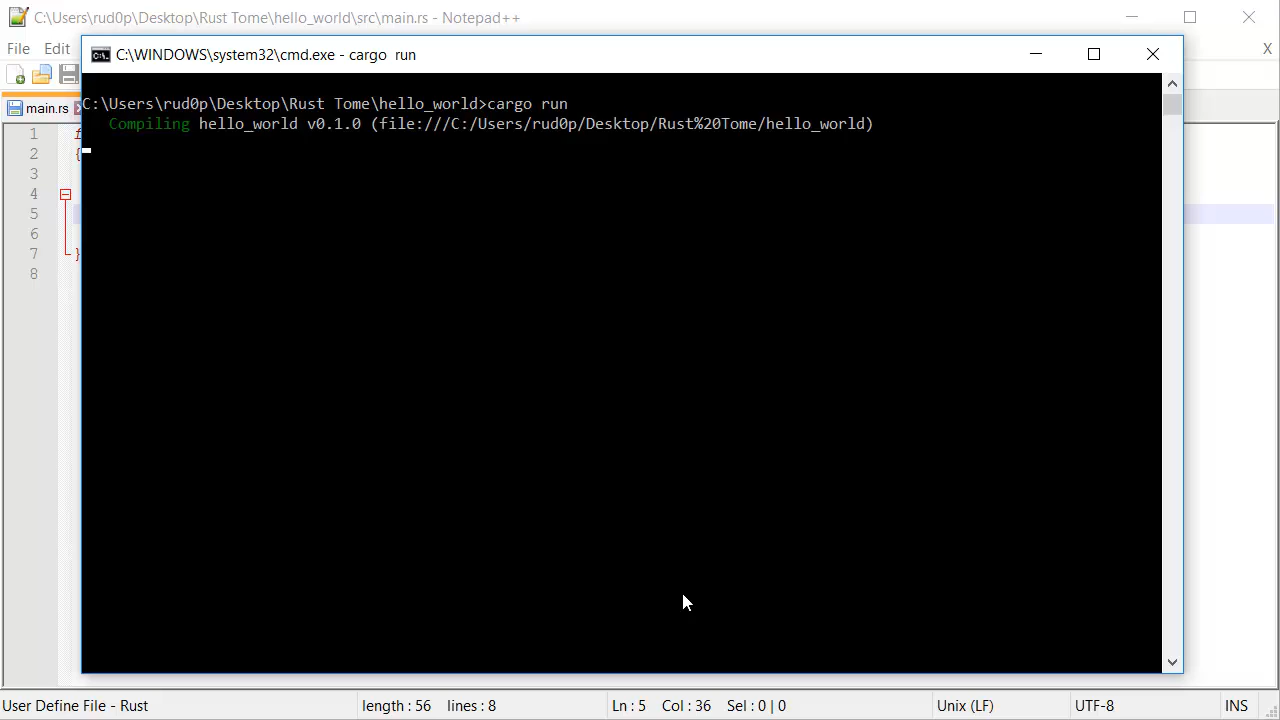 C:\Users\rud0p\Desktop\Rust Tome\hello_world\src\main.rs - Notepad++
File Edit
X
C:\WINDOWS\system32\cmd.exe - cargo  run
main.rs
C:\Users\rud0p\Desktop\Rust Tome\hello_world>cargo run
Compiling hello_world v0.1.0 (file:///C:/Users/rud0p/Desktop/Rust%20Tome/hello_world)
1
2 {
3
4
5
6
7 }
8
User Define File - Rust length : 56 lines : 8 Ln : 5 Col : 36 Sel : 0 | 0 Unix (LF) UTF-8 INS